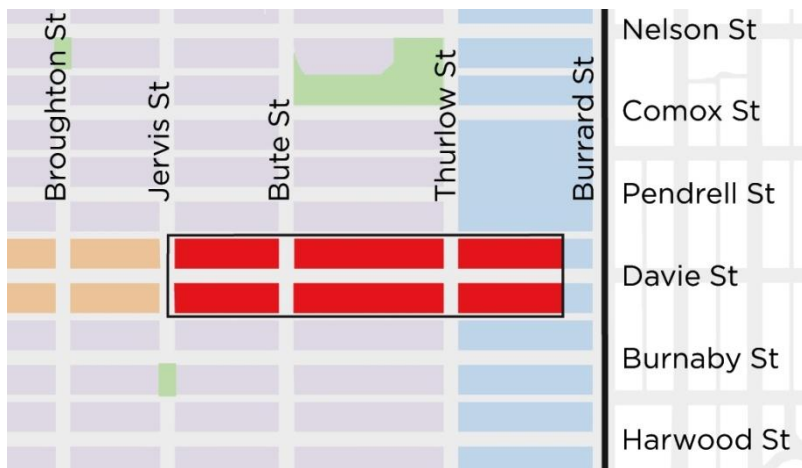 Broughton St
Jervis St
Bute St
Thurlow St
Burrard St
Nelson St
Comox St
Pendrell St
Davie St
Burnaby St
Harwood St